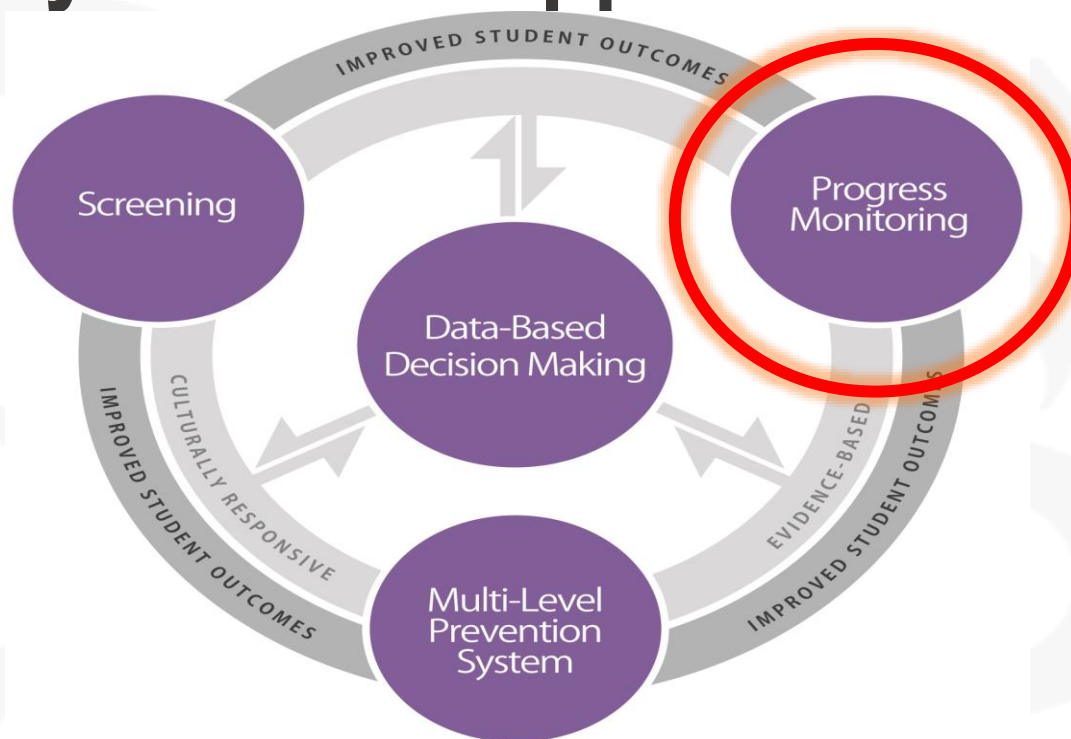 IMPROVED STUDENT OUTCOMES
Screening
Progress
Monitoring
Data-Based
Decision Making
CULTURALLY RESPONSIVE
EVIDENCE-BASED
IMPROVED STUDENT OUTCOMES
IMPROVED STUDENT OUTCOMES
Multi-Level
Prevention
System